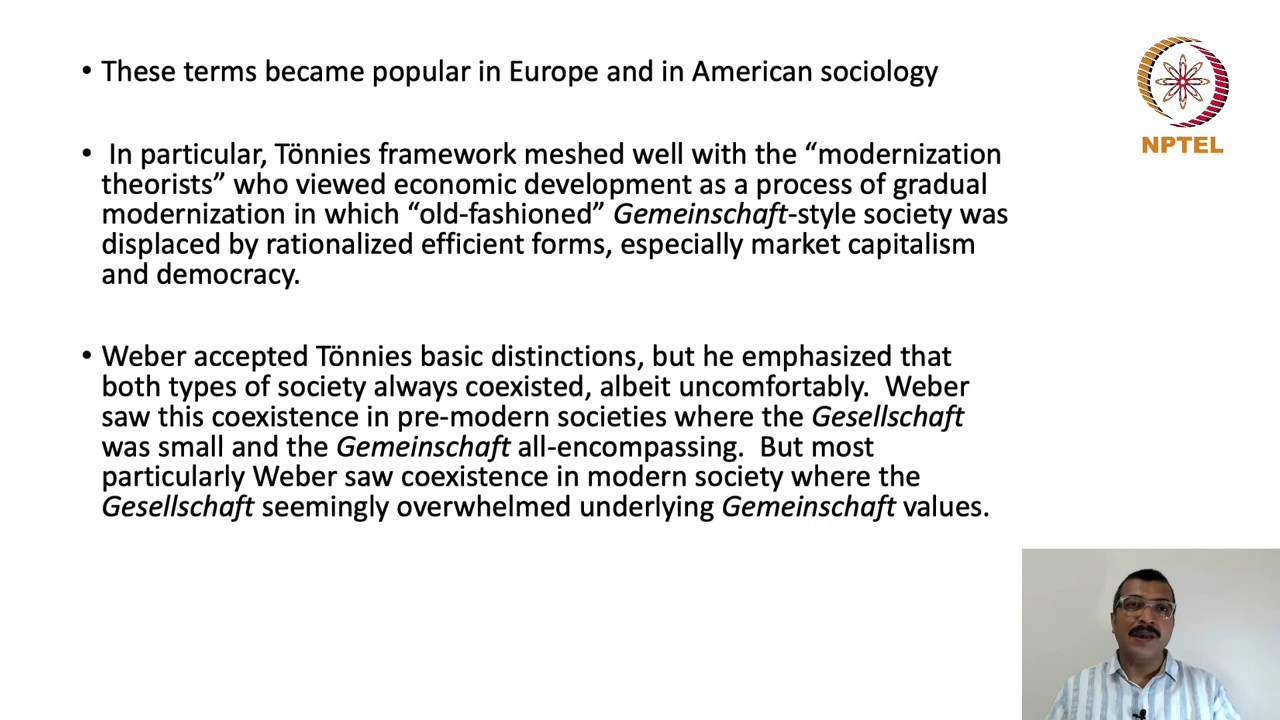 • These terms became popular in Europe and in American sociology
• In particular, Tönnies framework meshed well with the “modernization
theorists” who viewed economic development as a process of gradual
modernization in which “old-fashioned” Gemeinschaft-style society was
displaced by rationalized efficient forms, especially market capitalism
and democracy.
• Weber accepted Tönnies basic distinctions, but he emphasized that
both types of society always coexisted, albeit uncomfortably. Weber
saw this coexistence in pre-modern societies where the Gesellschaft
was small and the Gemeinschaft all-encompassing. But most
particularly Weber saw coexistence in modern society where the
Gesellschaft seemingly overwhelmed underlying Gemeinschaft values.
NPTEL